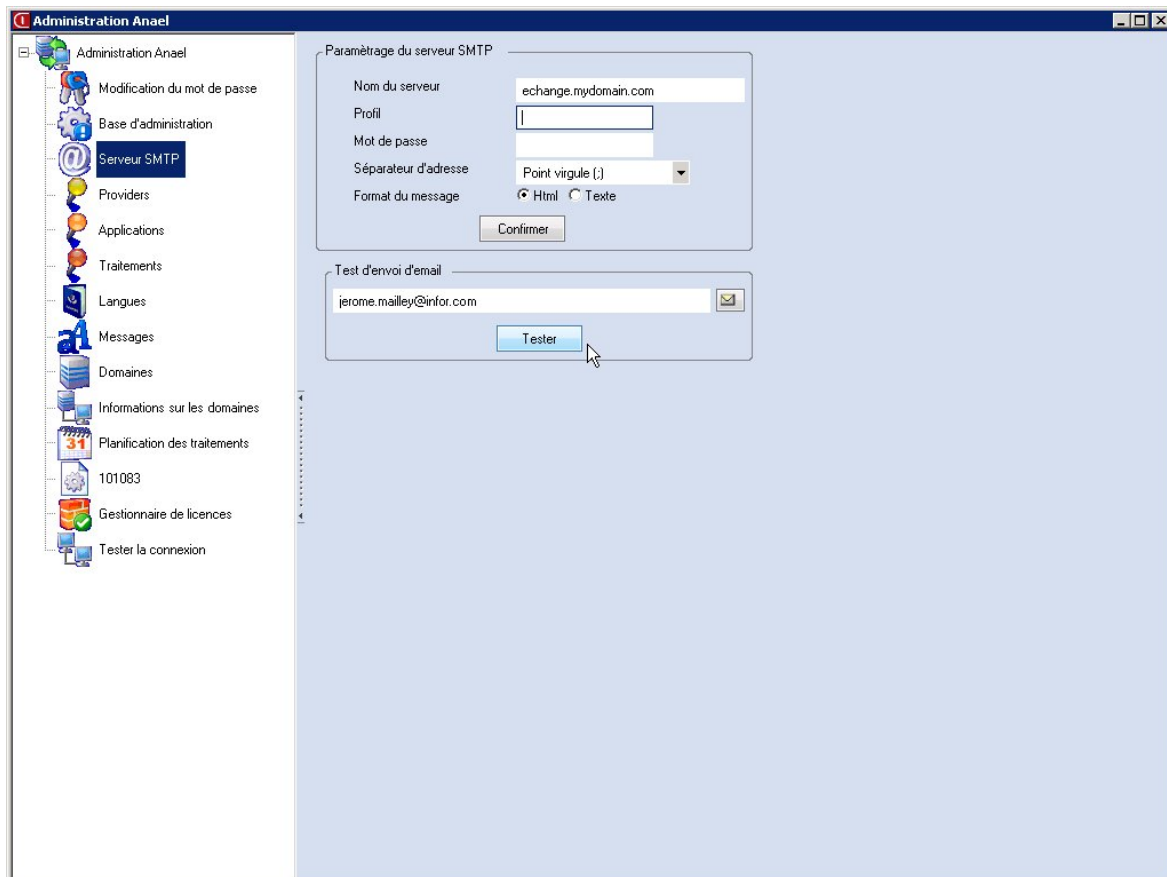 Administration Anael
Administration Anael
Modification du mot de passe
Base d'administration
Serveur SMTP
Providers
Applications
Traitements
Langues
Messages
Domaines
Informations sur les domaines
31
Planification des traitements
101083
Gestionnaire de licences
Tester la connexion
Paramètrage du serveur SMTP
Nom du serveur echange.mydomain.com
Profil
Mot de passe
Séparateur d'adresse Point virgule (;)
Format du message Html Texte
Confirmer
Test d'envoi d'email
jerome.mailley@infor.com
Tester